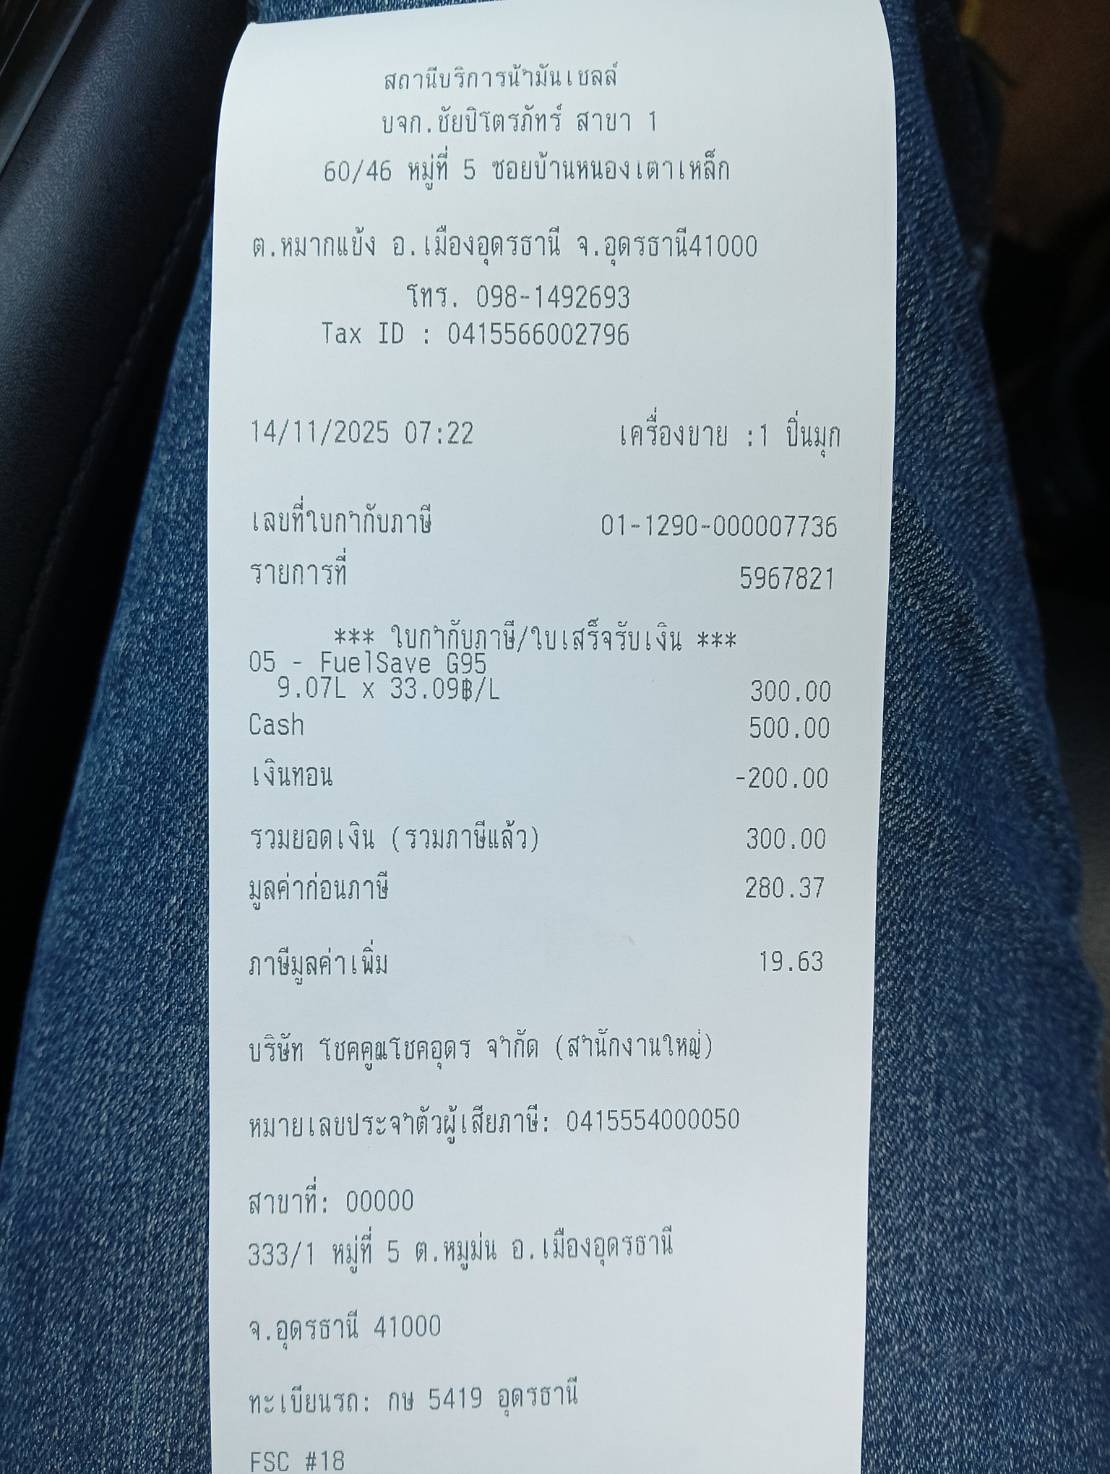 สถานีบริการน้ำมันเชลล์
บจก.ชัยปิโตรภัทร์ สาขา 1
60/46 หมู่ที่ 5 ซอยบ้านหนองเตาเหล็ก
ต.หมากแข้ง อ.เมืองอุดรธานี จ.อุดรธานี41000
โทร. 098-1492693
Tax ID : 0415566002796
14/11/2025 07:22 เครื่องขาย :1 ปิ่นมุก
เลขที่ใบกำกับภาษี 01-1290-000007736
รายการที่ 5967821
*** ใบกำกับภาษี/ใบเสร็จรับเงิน ***
05 - FuelSave G95
9.07L x 33.09฿/L 300.00
Cash 500.00
เงินทอน -200.00
รวมยอดเงิน (รวมภาษีแล้ว) 300.00
มูลค่าก่อนภาษี 280.37
ภาษีมูลค่าเพิ่ม 19.63
บริษัท โชคคูณโชคอุดร จำกัด (สำนักงานใหญ่)
หมายเลขประจำตัวผู้เสียภาษี: 0415554000050
สาขาที่: 00000
333/1 หมู่ที่ 5 ต.หมูม่น อ.เมืองอุดรธานี
จ.อุดรธานี 41000
ทะเบียนรถ: กษ 5419 อุดรธานี
FSC #18